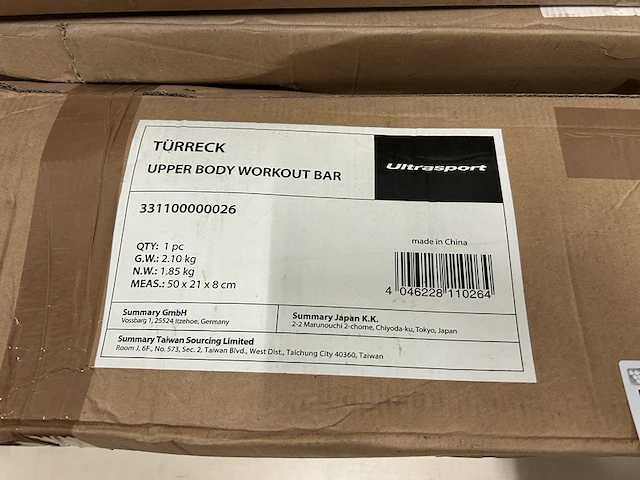 TÜRRECK
UPPER BODY WORKOUT BAR
Ultrasport
331100000026
QTY: 1 pc
G.W.: 2.10 kg
N.W.: 1.85 kg
MEAS.: 50 x 21 x 8 cm
made in China
4 046228 110264
Summary GmbH
Vossbarg 1, 25524 Itzehoe, Germany
Summary Japan K.K.
2-2 Marunouchi 2-chome, Chiyoda-ku, Tokyo, Japan
Summary Taiwan Sourcing Limited
Room J, 6F., No. 573, Sec. 2, Taiwan Blvd., West Dist., Taichung City 40360, Taiwan